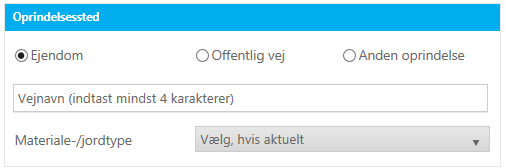 Oprindelsessted
Ejendom Offentlig vej Anden oprindelse
Vejnavn (indtast mindst 4 karakterer)
Materiale-/jordtype Vælg, hvis aktuelt